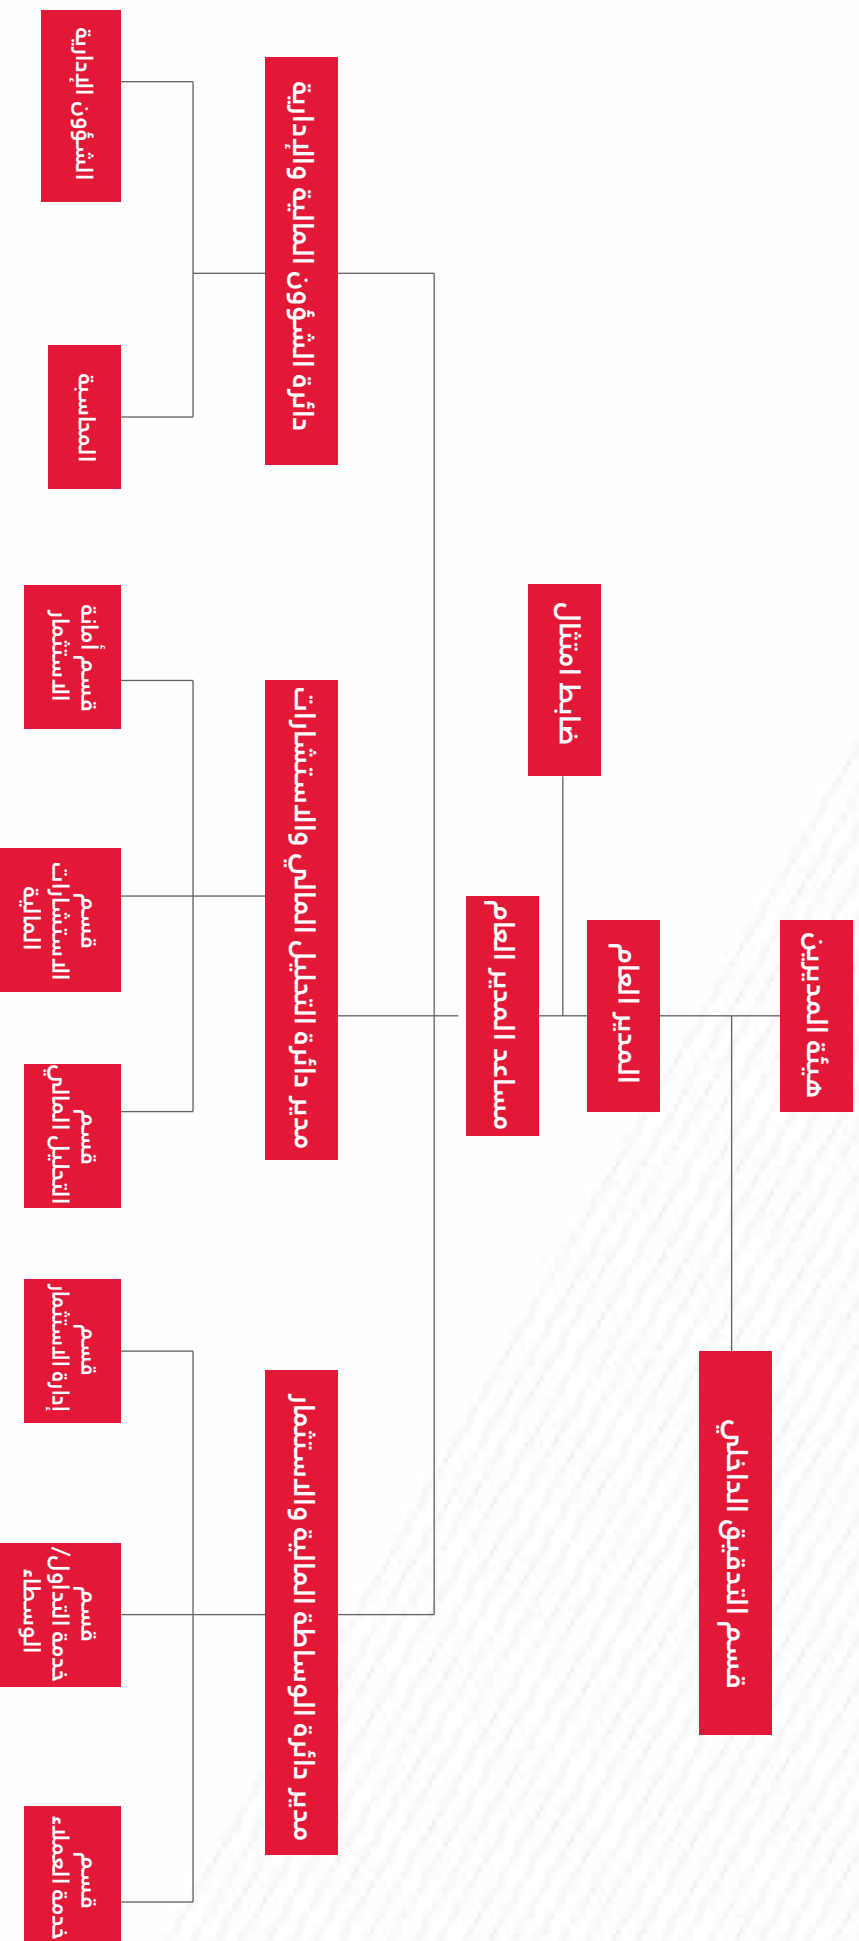 هيئة المديرين
قسم التدقيق الداخلي
المدير العام
ضابط امتثال
مساعد المدير العام
مدير دائرة الوساطة المالية والاستثمار
مدير دائرة التحليل المالي والاستشارات
دائرة الشؤون المالية والإدارية
قسم
خدمة العملاء
قسم
خدمة التداول/
الوسطاء
قسم
إدارة الاستثمار
قسم
التحليل المالي
قسم
الاستشارات
المالية
قسم أمانة
الاستثمار
المحاسبة
الشؤون الإدارية